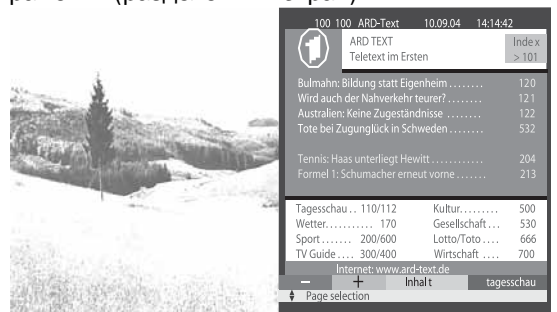 100 100 ARD-Text 10.09.04 14:14:42
ARD TEXT Index
Teletext im Ersten > 101
Bulmahn: Bildung statt Eigenheim ........ 120
Wird auch der Nahverkehr teurer? ........ 121
Australien: Keine Zugeständnisse ........ 122
Tote bei Zugunglück in Schweden ........ 532
Tennis: Haas unterliegt Hewitt ........ 204
Formel 1: Schumacher erneut vorne ....... 213
Tagesschau .. 110/112 Kultur......... 500
Wetter........... 170 Gesellschaft... 530
Sport ....... 200/600 Lotto/Toto .... 666
TV Guide .... 300/400 Wirtschaft .... 700
Internet: www.ard-text.de
– + Inhalt tagesschau
Page selection